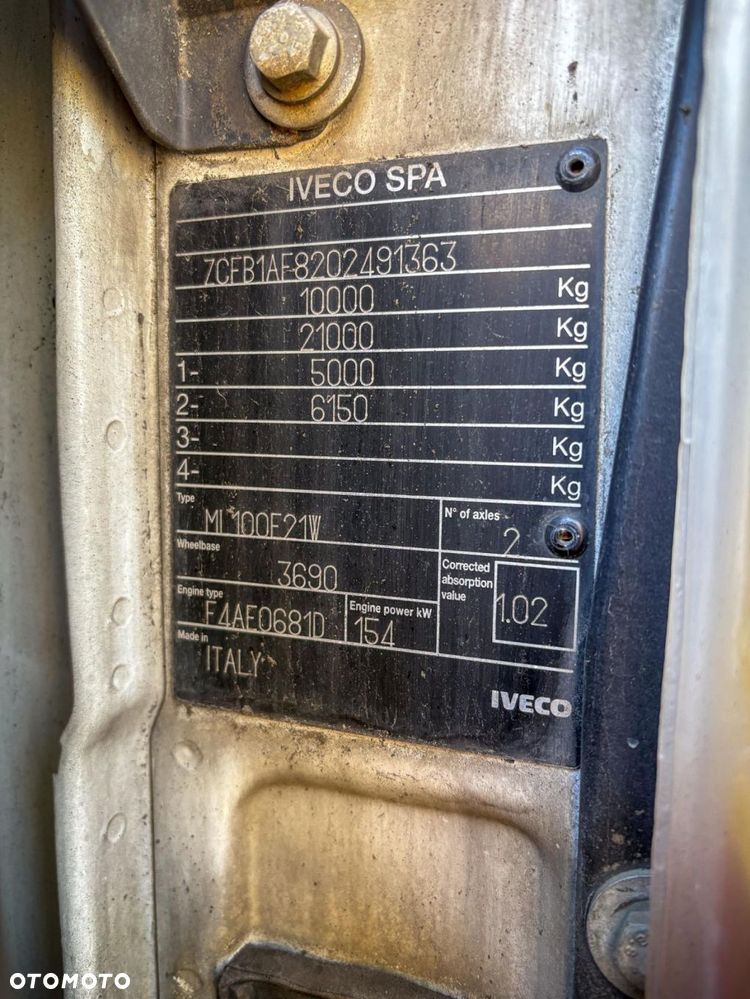 IVECO SPA
ZCFB1AF8202491363
10000 Kg
21000 Kg
1- 5000 Kg
2- 6150 Kg
3- Kg
4- Kg
Type ML100E21W N° of axles 2
Wheelbase 3690 Corrected absorption value 1.02
Engine type F4AE0681D Engine power kW 154
Made in ITALY
IVECO
OTOMOTO